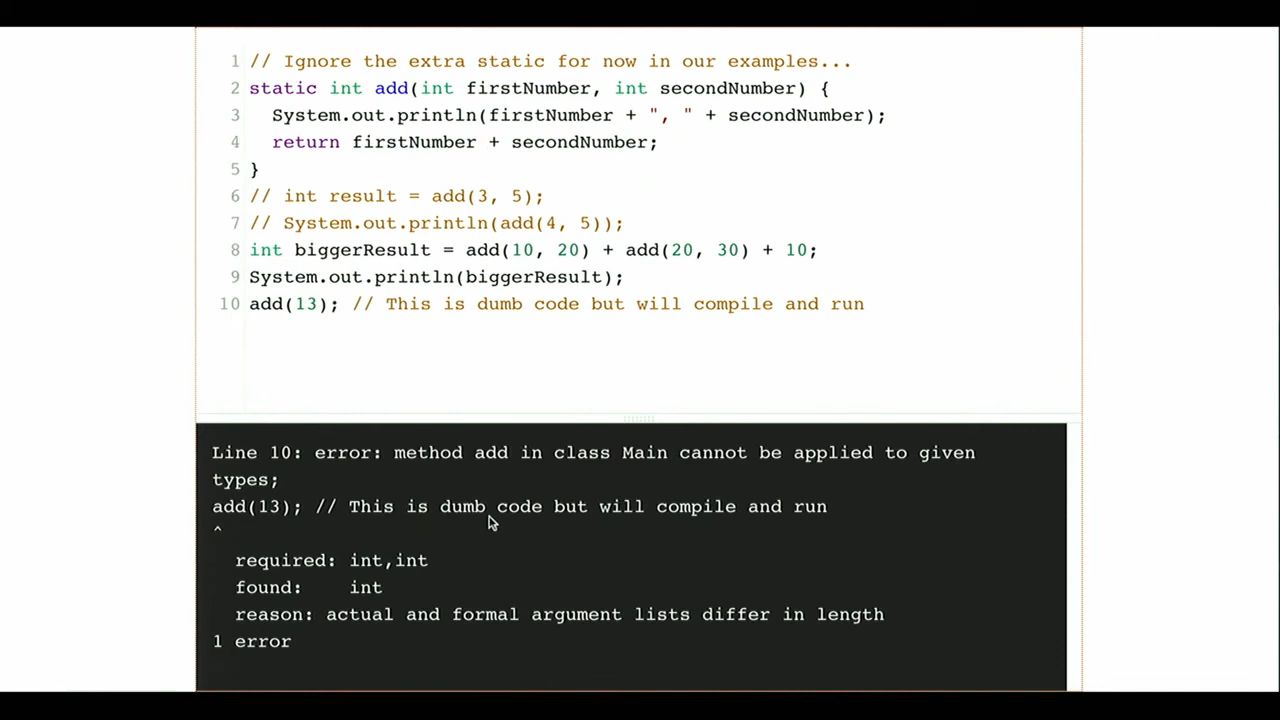 1 // Ignore the extra static for now in our examples...
2 static int add(int firstNumber, int secondNumber) {
3 System.out.println(firstNumber + ", " + secondNumber);
4 return firstNumber + secondNumber;
5 }
6 // int result = add(3, 5);
7 // System.out.println(add(4, 5));
8 int biggerResult = add(10, 20) + add(20, 30) + 10;
9 System.out.println(biggerResult);
10 add(13); // This is dumb code but will compile and run
Line 10: error: method add in class Main cannot be applied to given
types;
add(13); // This is dumb code but will compile and run
^
required: int,int
found: int
reason: actual and formal argument lists differ in length
1 error